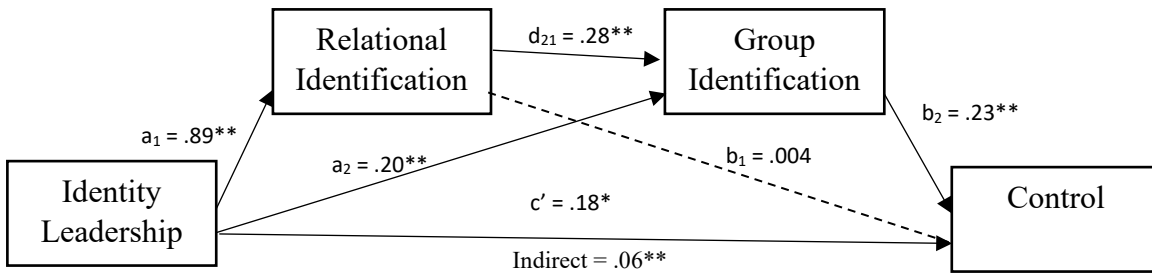 Relational
Identification
d₂₁ = .28**
Group
Identification
a₁ = .89**
b₂ = .23**
a₂ = .20**
b₁ = .004
Identity
Leadership
c’ = .18*
Control
Indirect = .06**